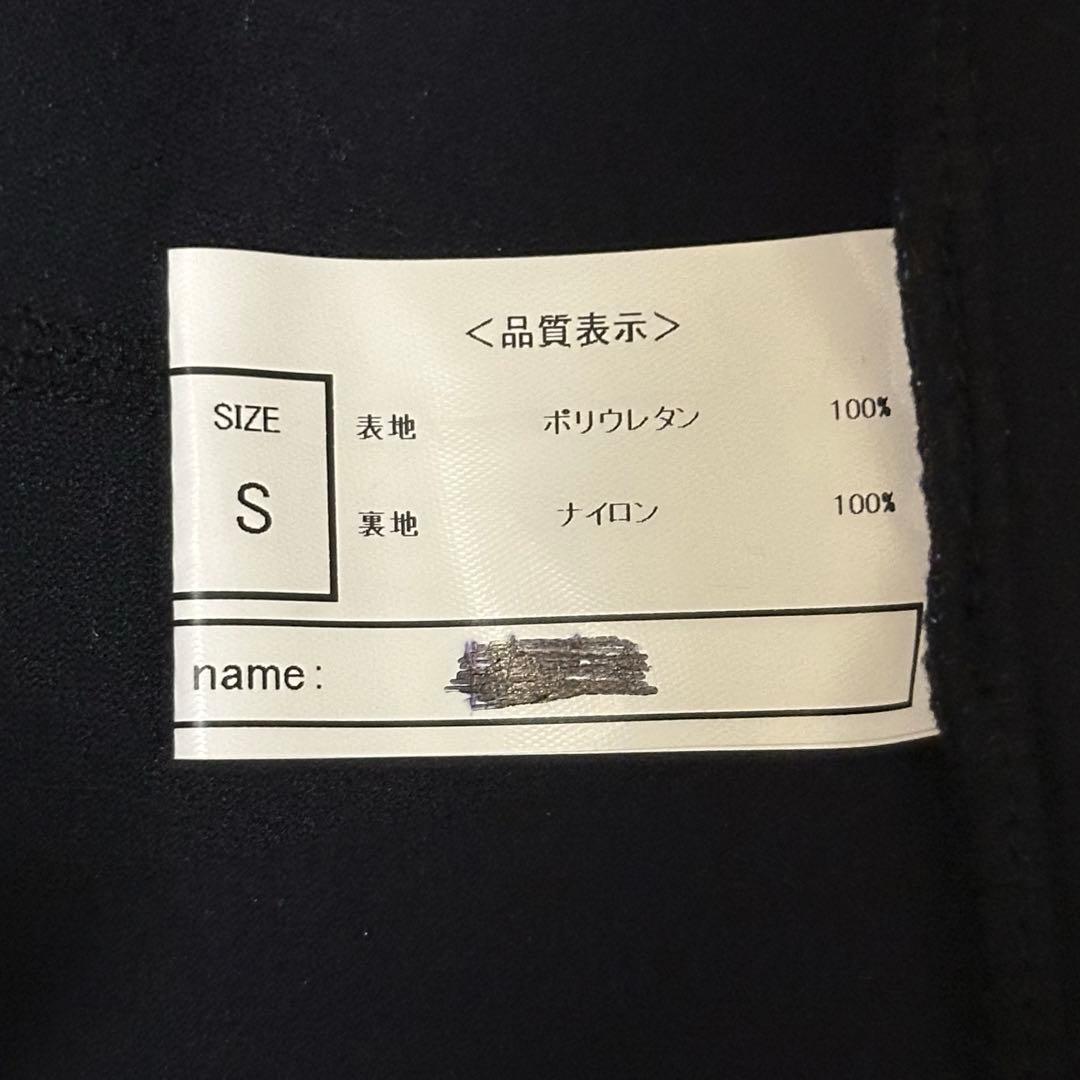 ＜品質表示＞
SIZE
S
表地 ポリウレタン 100%
裏地 ナイロン 100%
name: